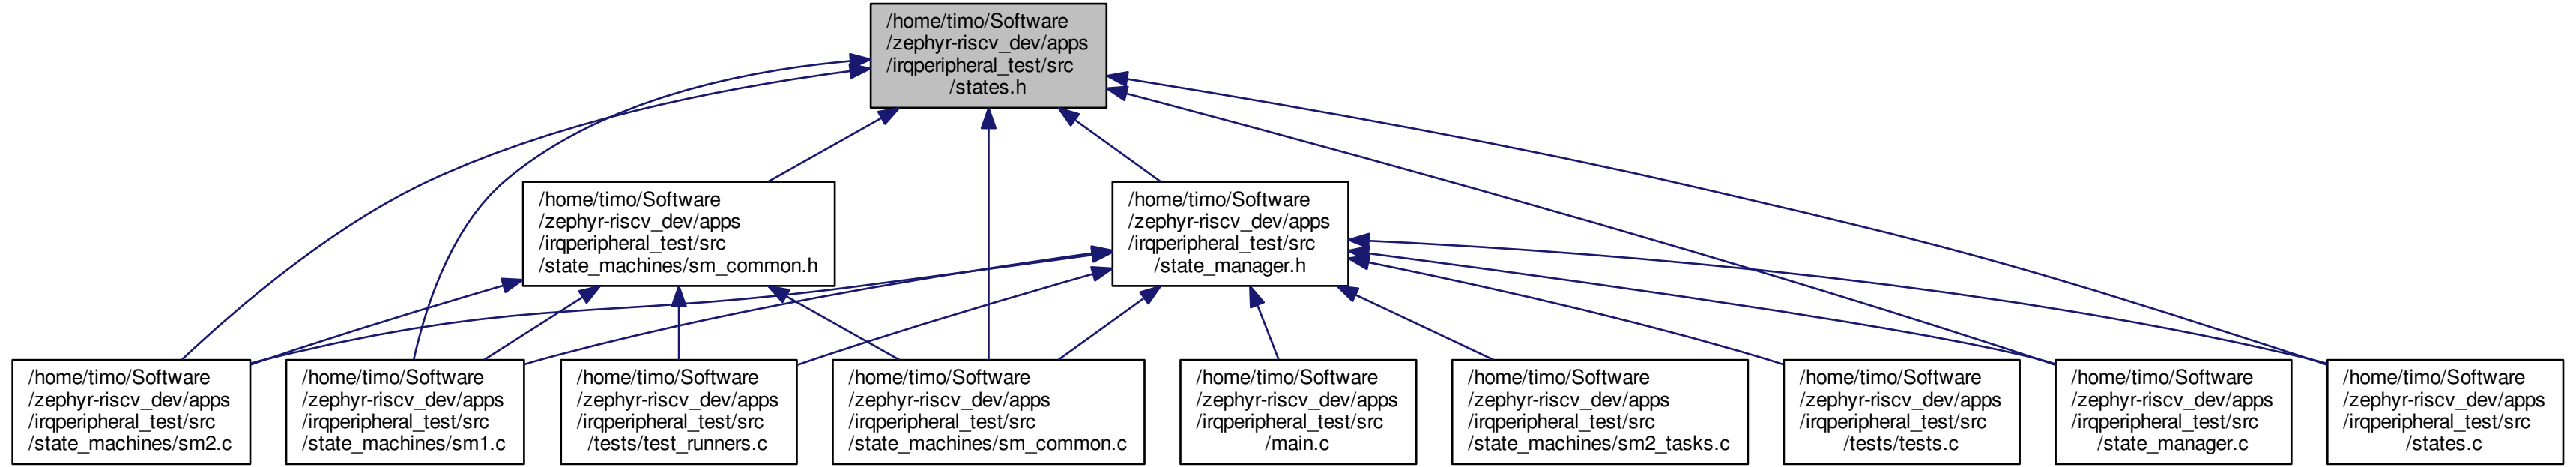 /home/timo/Software
/zephyr-riscv_dev/apps
/irqperipheral_test/src
/states.h
/home/timo/Software
/zephyr-riscv_dev/apps
/irqperipheral_test/src
/state_machines/sm_common.h
/home/timo/Software
/zephyr-riscv_dev/apps
/irqperipheral_test/src
/state_manager.h
/home/timo/Software
/zephyr-riscv_dev/apps
/irqperipheral_test/src
/state_machines/sm2.c
/home/timo/Software
/zephyr-riscv_dev/apps
/irqperipheral_test/src
/state_machines/sm1.c
/home/timo/Software
/zephyr-riscv_dev/apps
/irqperipheral_test/src
/tests/test_runners.c
/home/timo/Software
/zephyr-riscv_dev/apps
/irqperipheral_test/src
/state_machines/sm_common.c
/home/timo/Software
/zephyr-riscv_dev/apps
/irqperipheral_test/src
/main.c
/home/timo/Software
/zephyr-riscv_dev/apps
/irqperipheral_test/src
/state_machines/sm2_tasks.c
/home/timo/Software
/zephyr-riscv_dev/apps
/irqperipheral_test/src
/tests/tests.c
/home/timo/Software
/zephyr-riscv_dev/apps
/irqperipheral_test/src
/state_manager.c
/home/timo/Software
/zephyr-riscv_dev/apps
/irqperipheral_test/src
/states.c